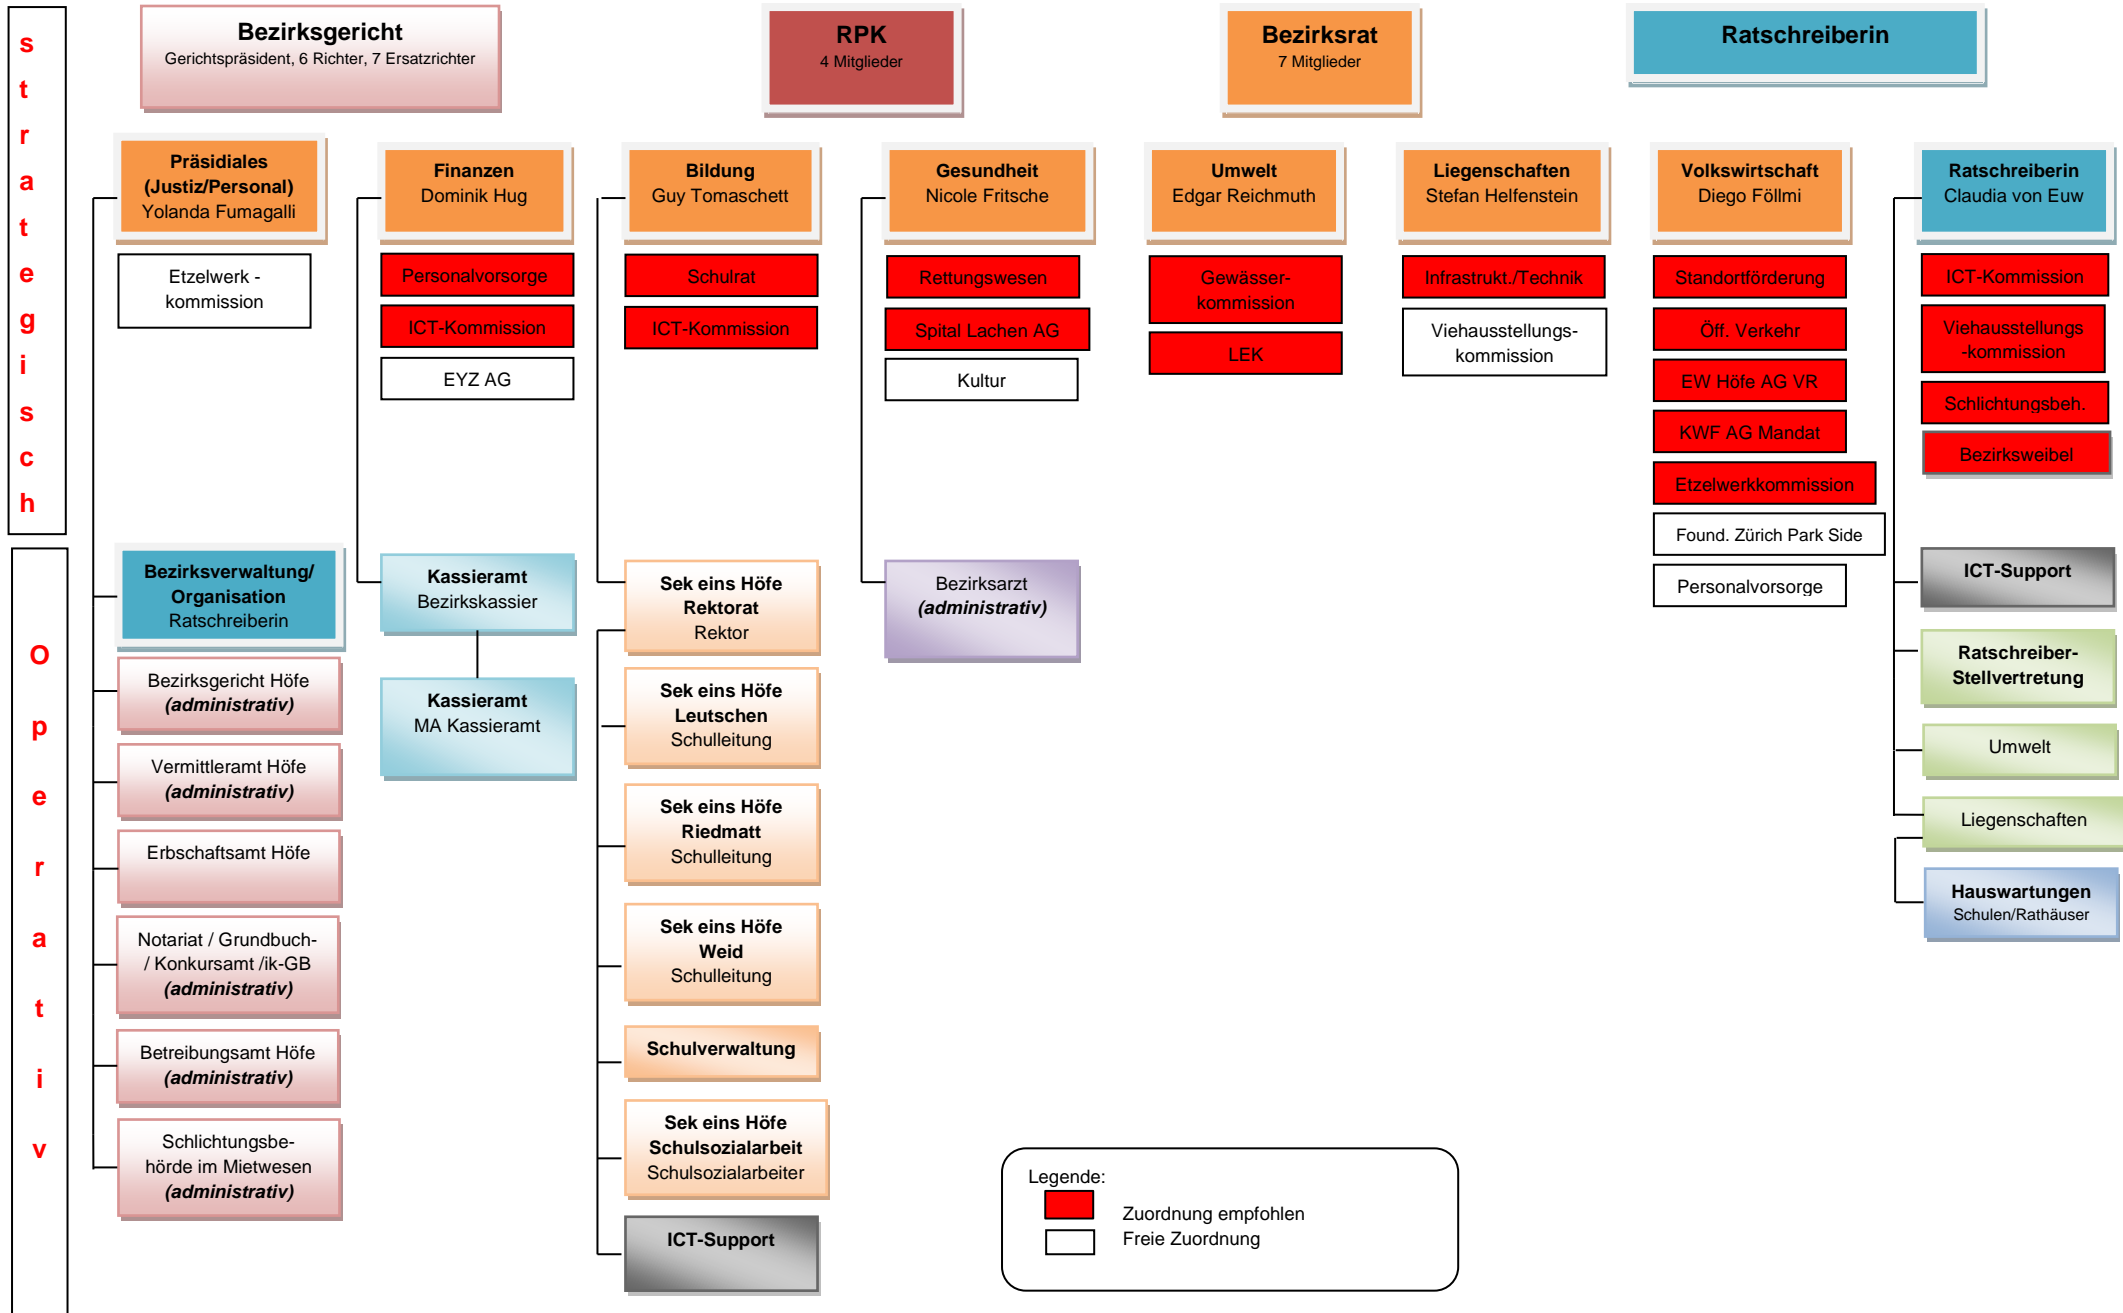 strategisch
Operativ
Bezirksgericht
Gerichtspräsident, 6 Richter, 7 Ersatzrichter
RPK
4 Mitglieder
Bezirksrat
7 Mitglieder
Ratschreiberin
Präsidiales
(Justiz/Personal)
Yolanda Fumagalli
Etzelwerk -
kommission
Finanzen
Dominik Hug
Personalvorsorge
ICT-Kommission
EYZ AG
Bildung
Guy Tomaschett
Schulrat
ICT-Kommission
Gesundheit
Nicole Fritsche
Rettungswesen
Spital Lachen AG
Kultur
Umwelt
Edgar Reichmuth
Gewässer-
kommission
LEK
Liegenschaften
Stefan Helfenstein
Infrastrukt./Technik
Viehausstellungs-
kommission
Volkswirtschaft
Diego Föllmi
Standortförderung
Öff. Verkehr
EW Höfe AG VR
KWF AG Mandat
Etzelwerkkommission
Found. Zürich Park Side
Personalvorsorge
Ratschreiberin
Claudia von Euw
ICT-Kommission
Viehausstellungs
-kommission
Schlichtungsbeh.
Bezirksweibel
Bezirksverwaltung/
Organisation
Ratschreiberin
Bezirksgericht Höfe
(administrativ)
Vermittleramt Höfe
(administrativ)
Erbschaftsamt Höfe
Notariat / Grundbuch-
/ Konkursamt /ik-GB
(administrativ)
Betreibungsamt Höfe
(administrativ)
Schlichtungsbe-
hörde im Mietwesen
(administrativ)
Kassieramt
Bezirkskassier
Kassieramt
MA Kassieramt
Sek eins Höfe
Rektorat
Rektor
Sek eins Höfe
Leutschen
Schulleitung
Sek eins Höfe
Riedmatt
Schulleitung
Sek eins Höfe
Weid
Schulleitung
Schulverwaltung
Sek eins Höfe
Schulsozialarbeit
Schulsozialarbeiter
ICT-Support
Bezirksarzt
(administrativ)
ICT-Support
Ratschreiber-
Stellvertretung
Umwelt
Liegenschaften
Hauswartungen
Schulen/Rathäuser
Legende:
Zuordnung empfohlen
Freie Zuordnung